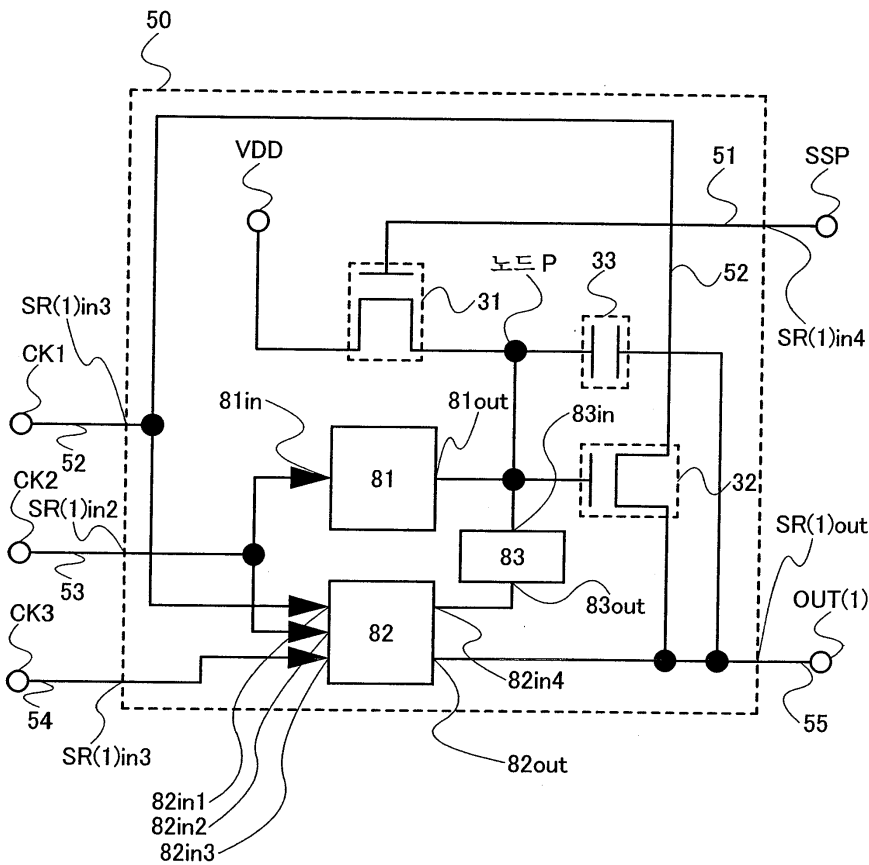 50
VDD
51
SSP
노드 P
33
52
31
SR(1)in3
SR(1)in4
CK1
81in
81out
83in
52
81
32
CK2
SR(1)in2
SR(1)out
83
53
83out
OUT(1)
CK3
82
82in4
54
55
SR(1)in3
82out
82in1
82in2
82in3